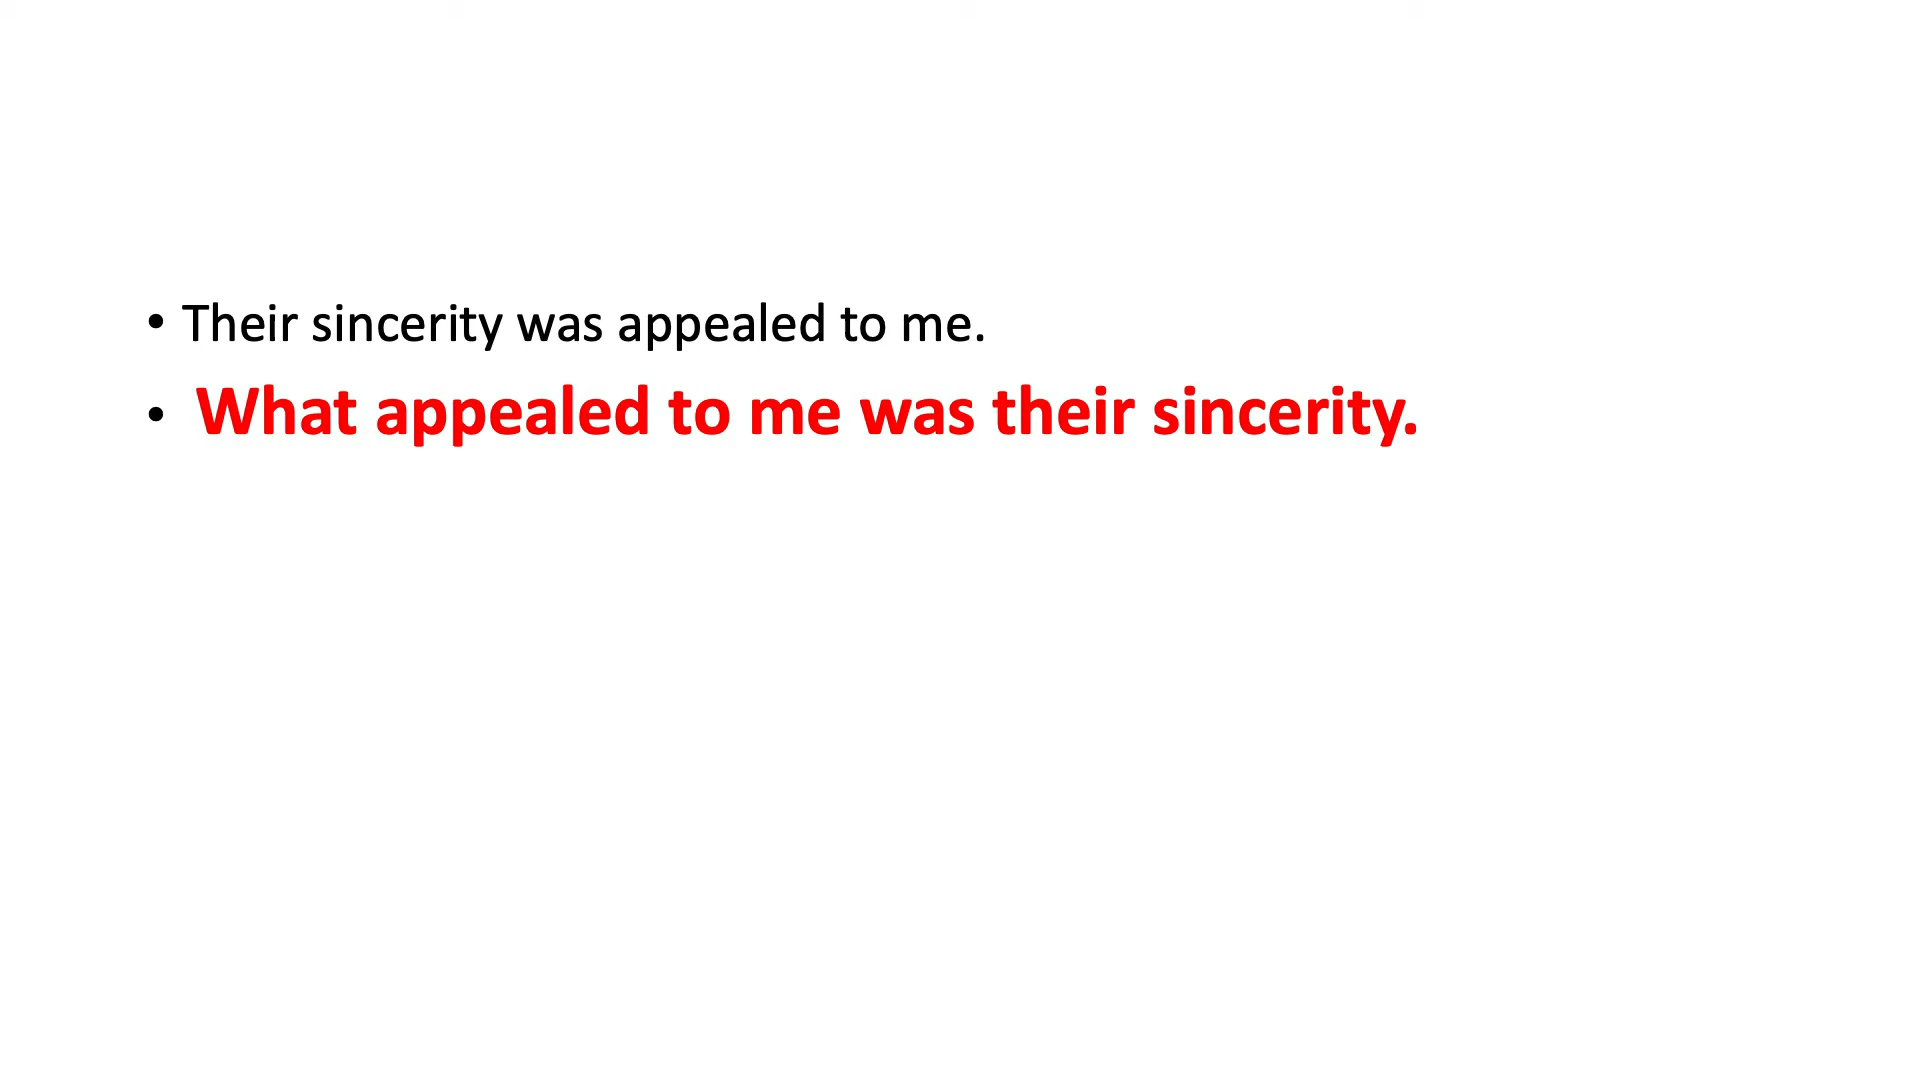 • Their sincerity was appealed to me.
• What appealed to me was their sincerity.